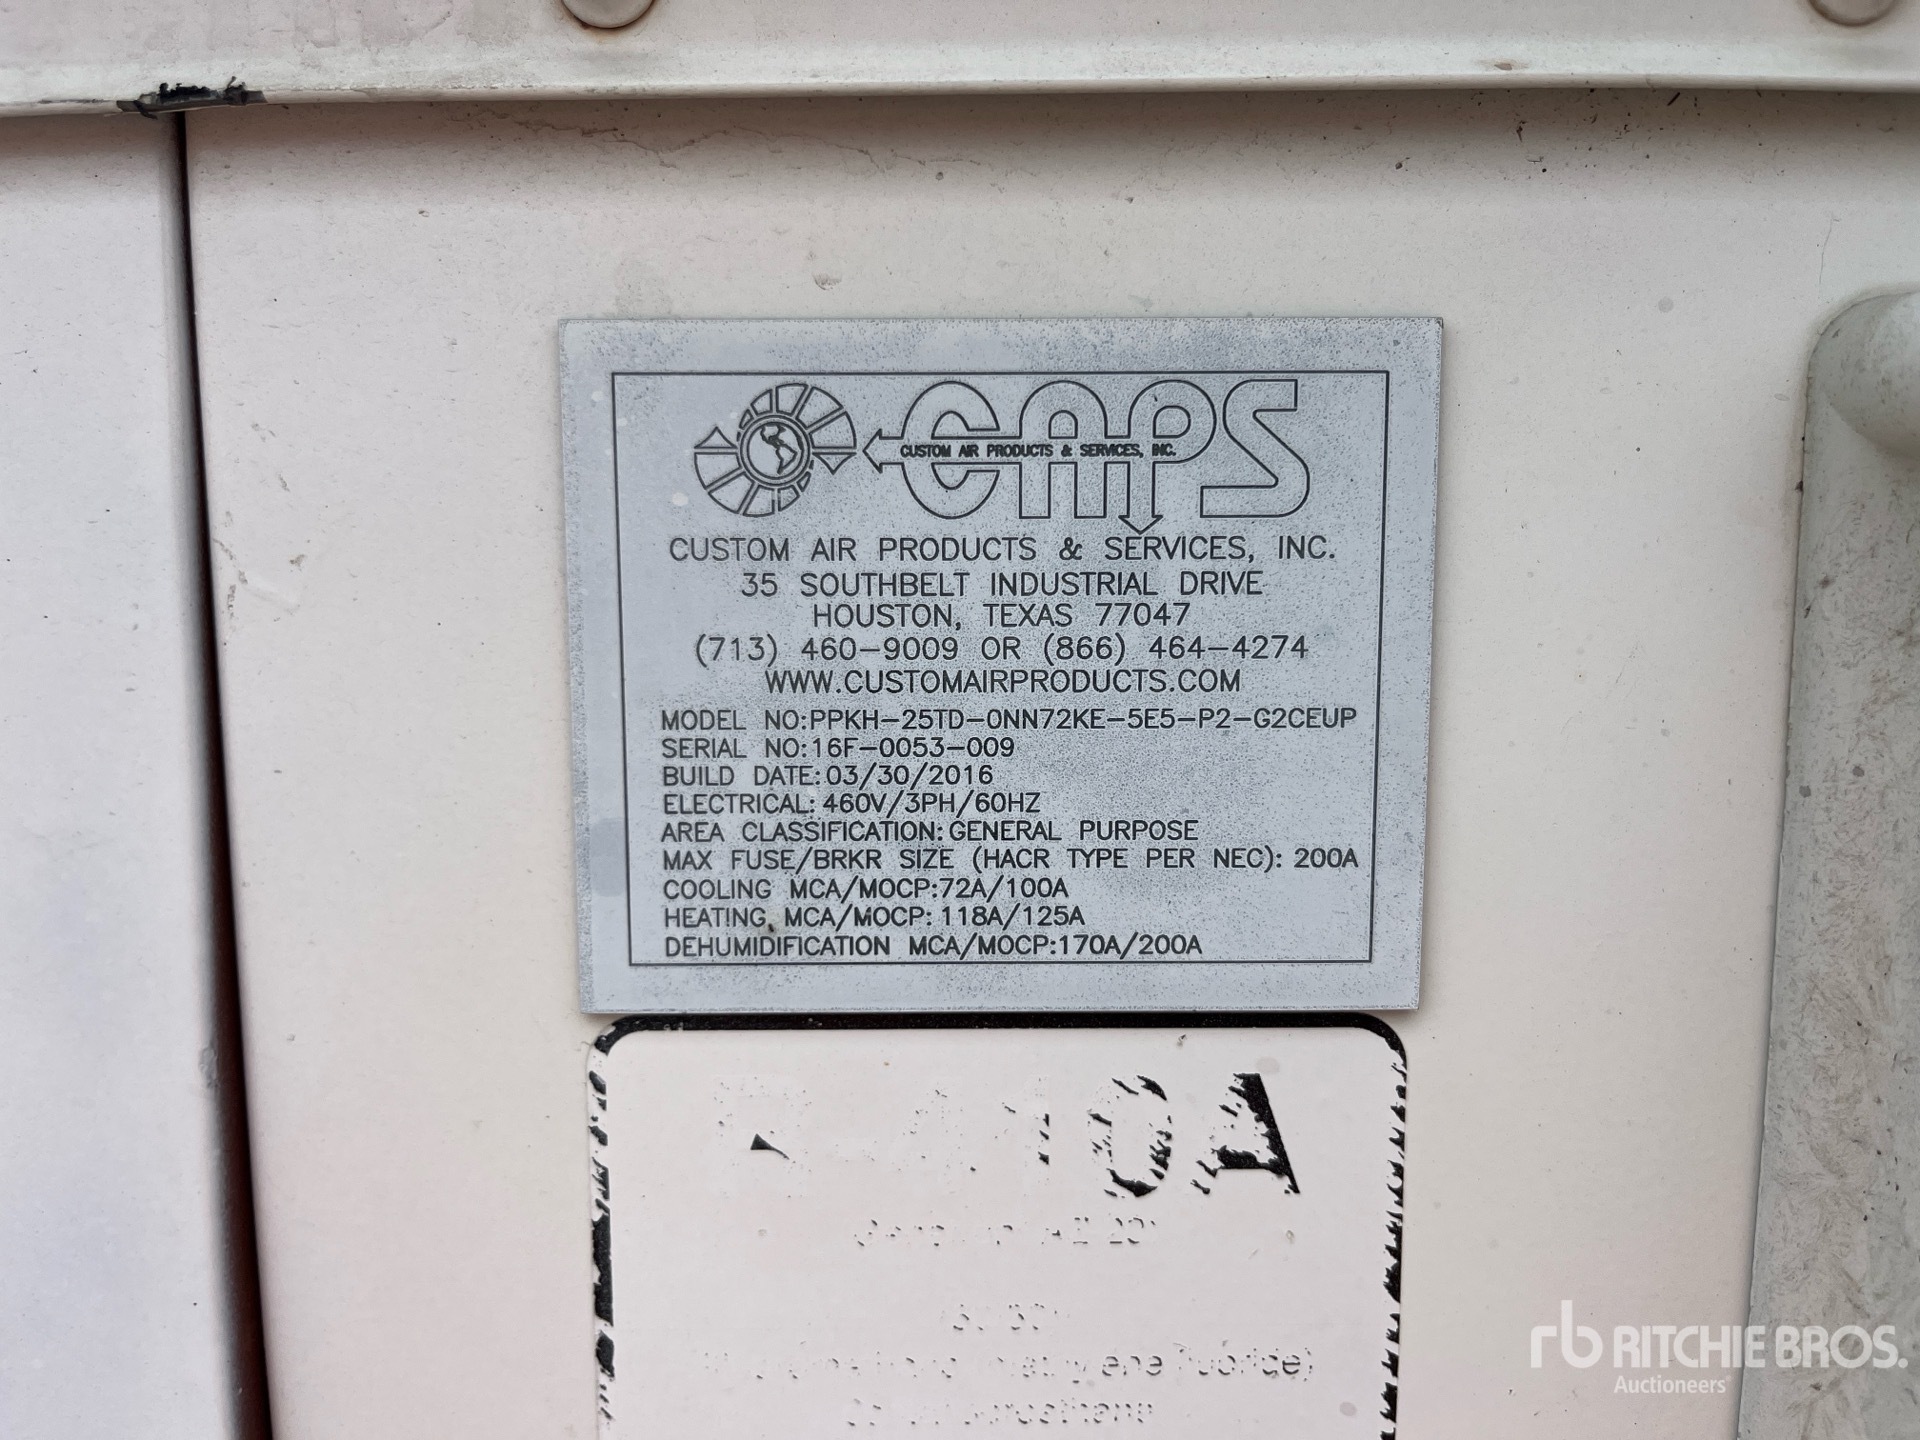 CAPS
CUSTOM AIR PRODUCTS & SERVICES, INC.
CUSTOM AIR PRODUCTS & SERVICES, INC.
35 SOUTHBELT INDUSTRIAL DRIVE
HOUSTON, TEXAS 77047
(713) 460-9009 OR (866) 464-4274
WWW.CUSTOMAIRPRODUCTS.COM
MODEL NO:PPKH-25TD-0NN72KE-5E5-P2-G2CEUP
SERIAL NO:16F-0053-009
BUILD DATE:03/30/2016
ELECTRICAL:460V/3PH/60HZ
AREA CLASSIFICATION:GENERAL PURPOSE
MAX FUSE/BRKR SIZE (HACR TYPE PER NEC): 200A
COOLING MCA/MOCP:72A/100A
HEATING MCA/MOCP:118A/125A
DEHUMIDIFICATION MCA/MOCP:170A/200A
R-410A
rb RITCHIE BROS.
Auctioneers